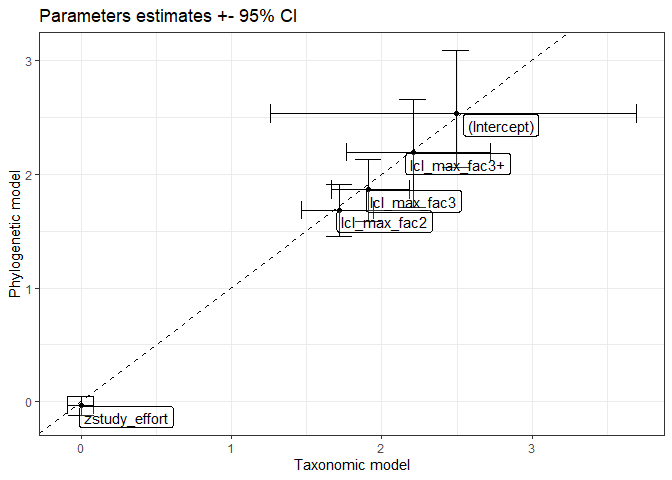 Parameters estimates +- 95% CI
3
2
1
0
Phylogenetic model
(Intercept)
lcl_max_fac3+
lcl_max_fac3
lcl_max_fac2
zstudy_effort
0
1
2
3
Taxonomic model